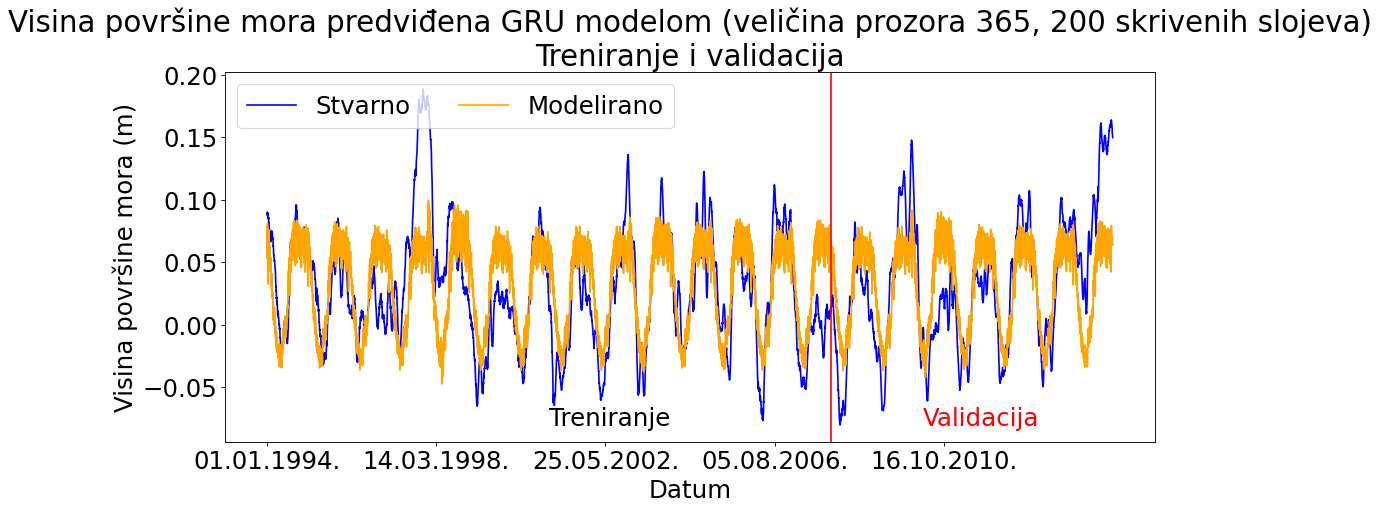 Visina površine mora predviđena GRU modelom (veličina prozora 365, 200 skrivenih slojeva)
Treniranje i validacija
Stvarno
Modelirano
Visina površine mora (m)
0.20
0.15
0.10
0.05
0.00
−0.05
Treniranje
Validacija
01.01.1994.
14.03.1998.
25.05.2002.
05.08.2006.
16.10.2010.
Datum